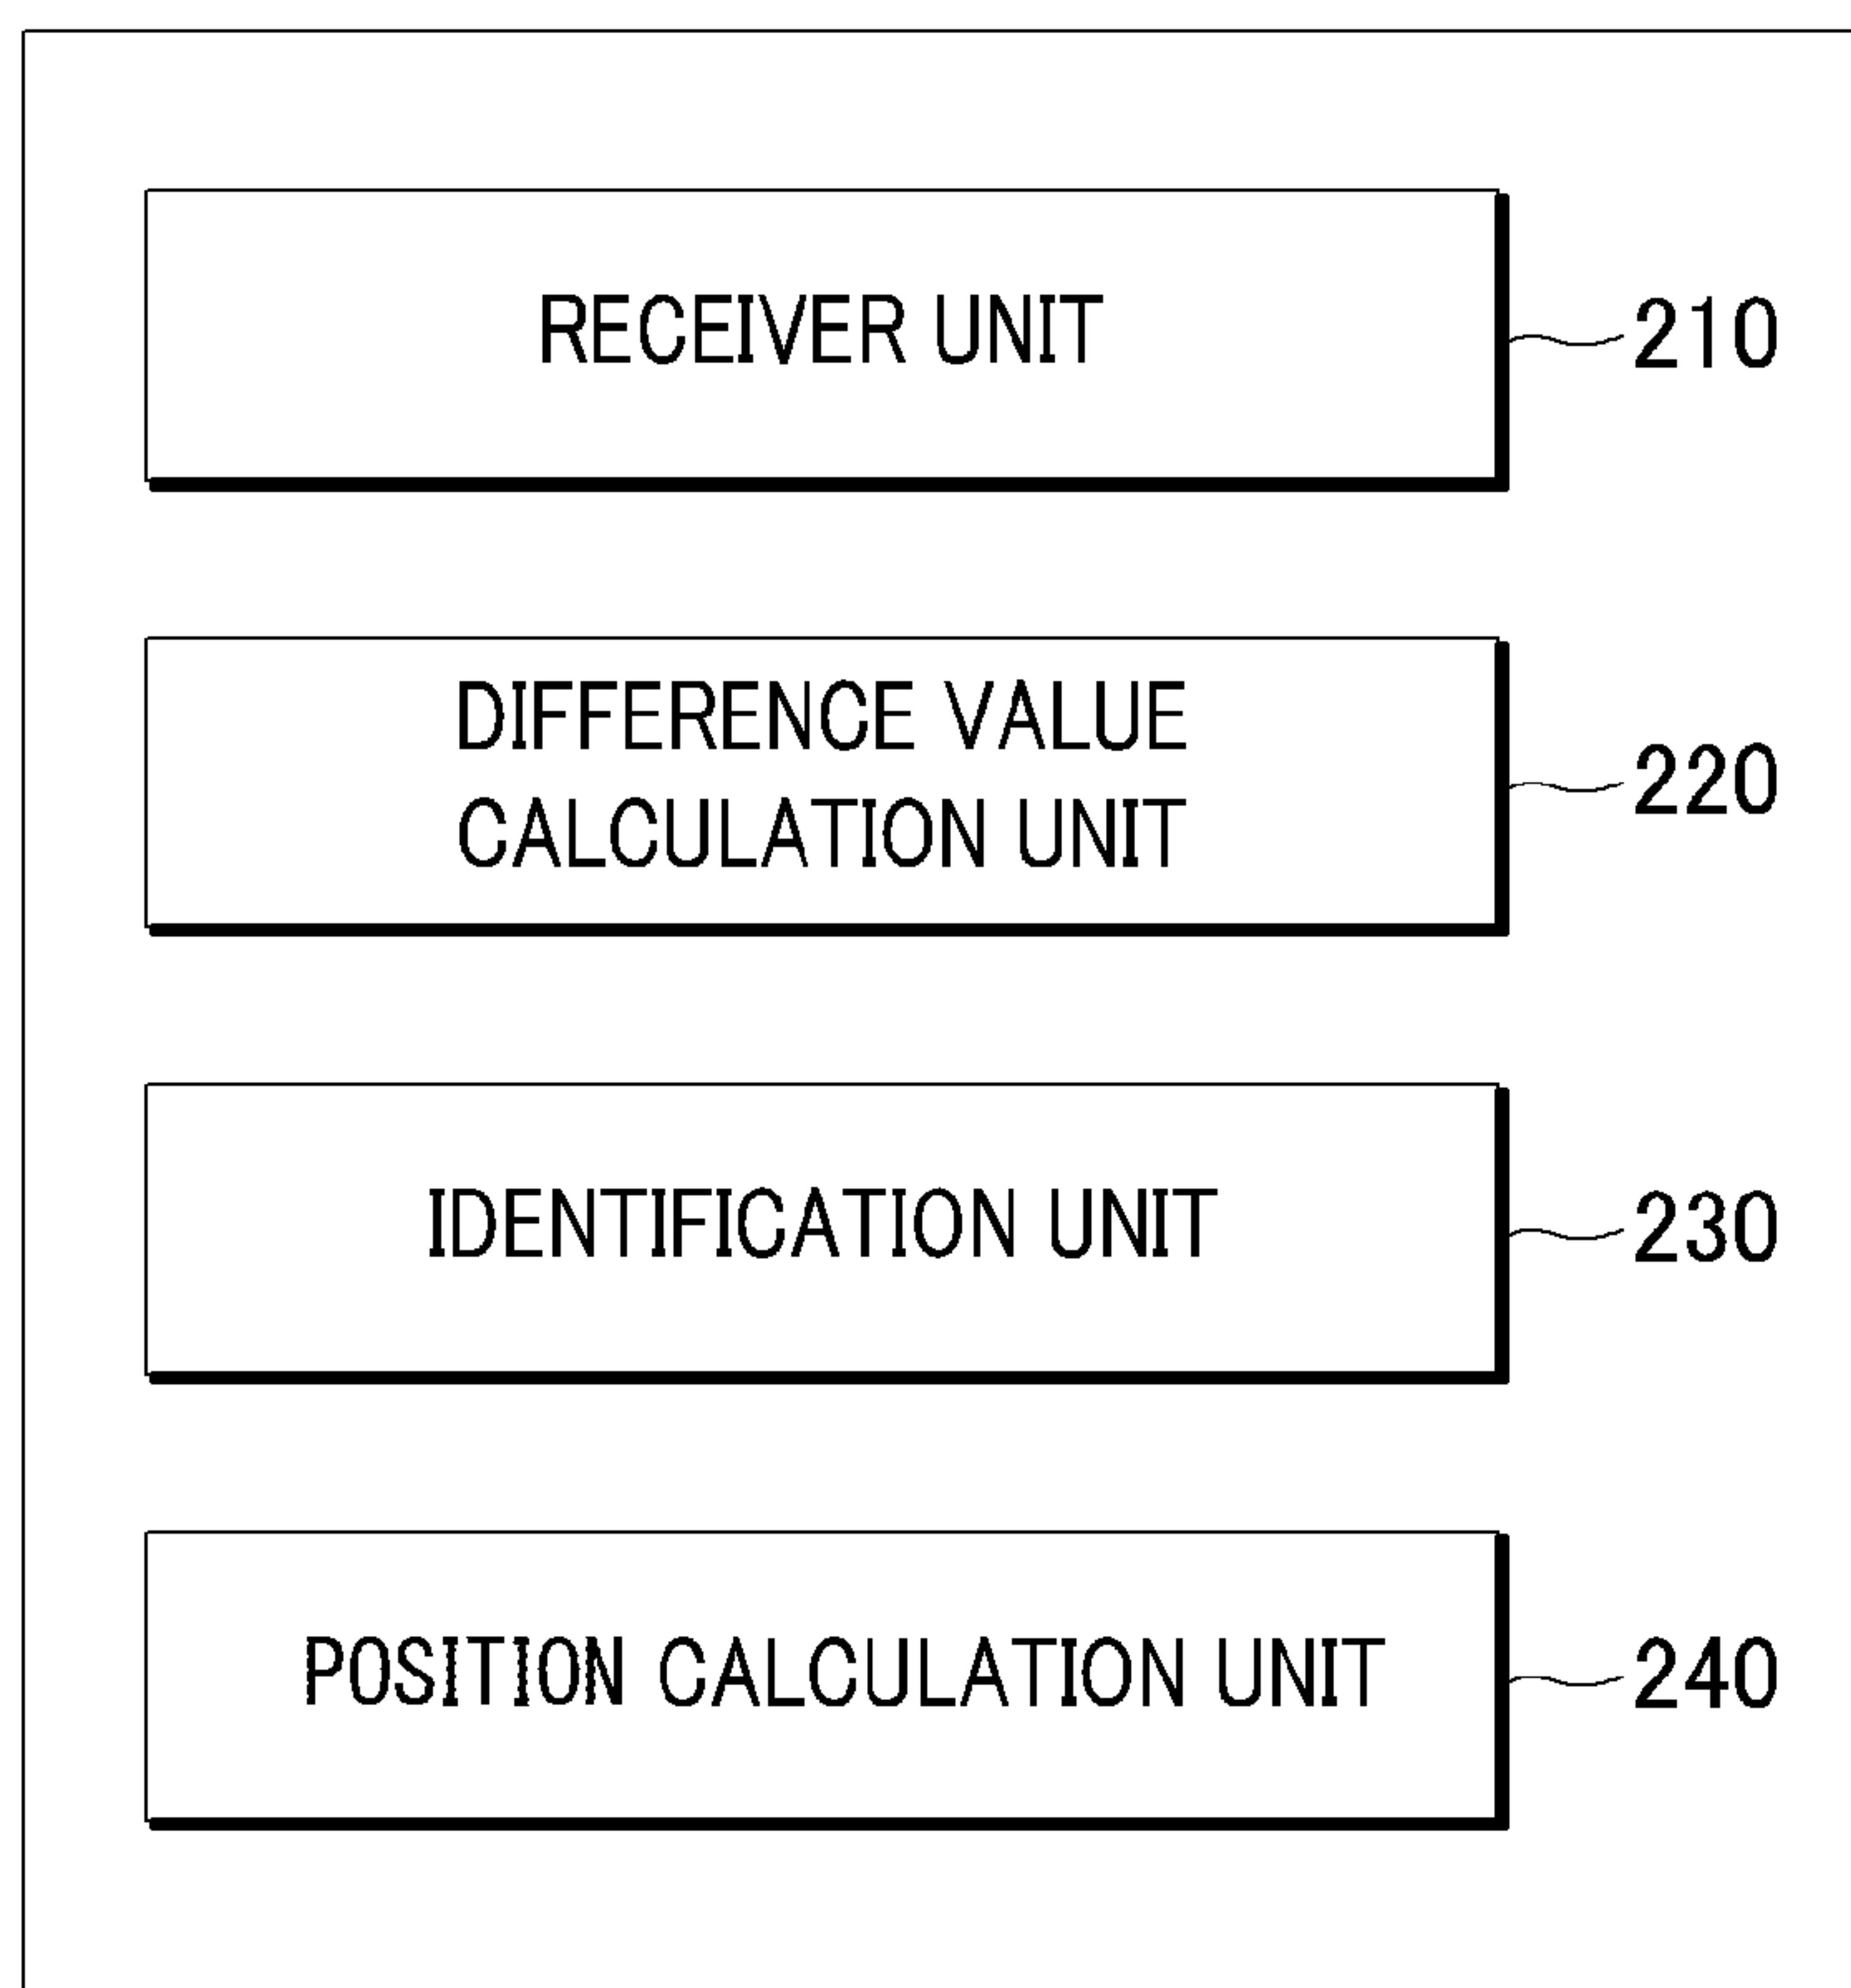 RECEIVER UNIT
210
DIFFERENCE VALUE
CALCULATION UNIT
220
IDENTIFICATION UNIT
230
POSITION CALCULATION UNIT
240